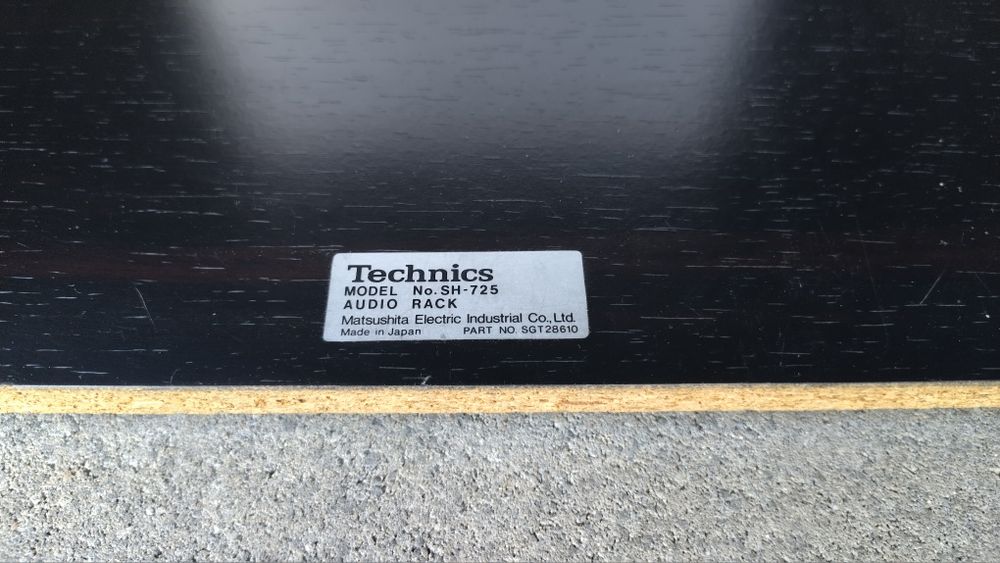 Technics
MODEL No. SH-725
AUDIO RACK
Matsushita Electric Industrial Co., Ltd.
Made in Japan PART NO. SGT28610